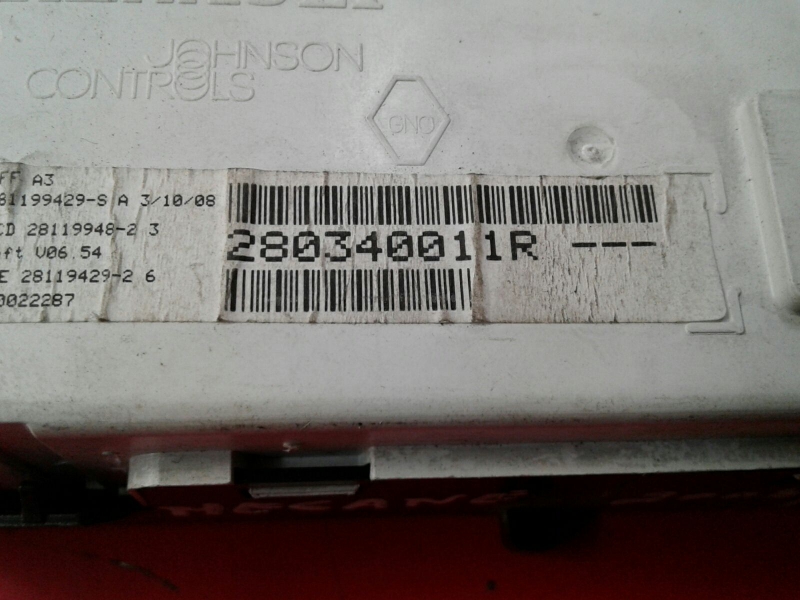 JOHNSON
CONTROLS
GNO
FF A3
81199429-S A 3/10/08
CD 28119948-2 3
ft V06.54
E 28119429-2 6
0022287
280340011R ---